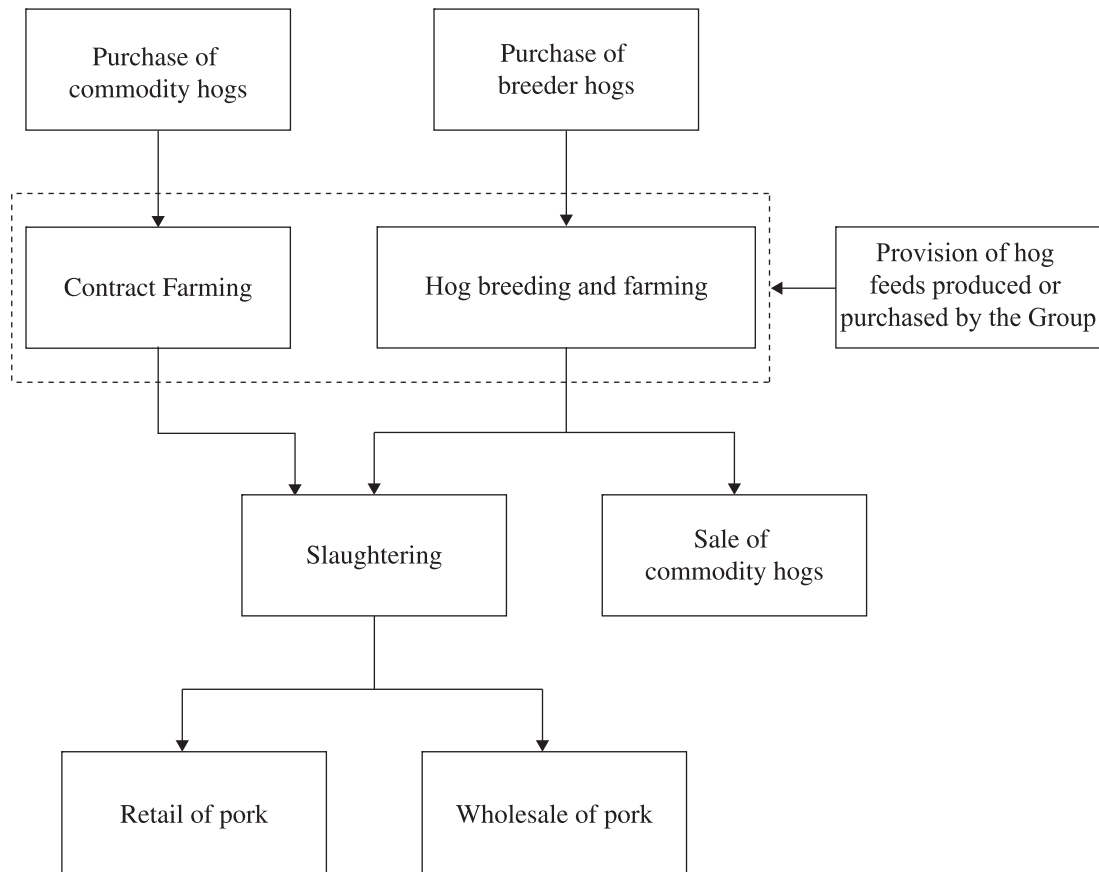 Purchase of
commodity hogs
Purchase of
breeder hogs
Contract Farming
Hog breeding and farming
Provision of hog
feeds produced or
purchased by the Group
Slaughtering
Sale of
commodity hogs
Retail of pork
Wholesale of pork